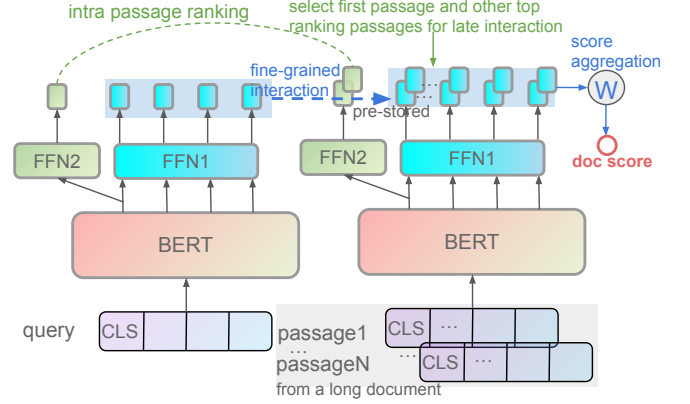 intra passage ranking
select first passage and other top
ranking passages for late interaction
score
aggregation
fine-grained
interaction
... ...
pre-stored
W
FFN2
FFN1
FFN2
FFN1
doc score
BERT
BERT
query
CLS
passage1
CLS ...
...
passageN
... CLS ...
from a long document